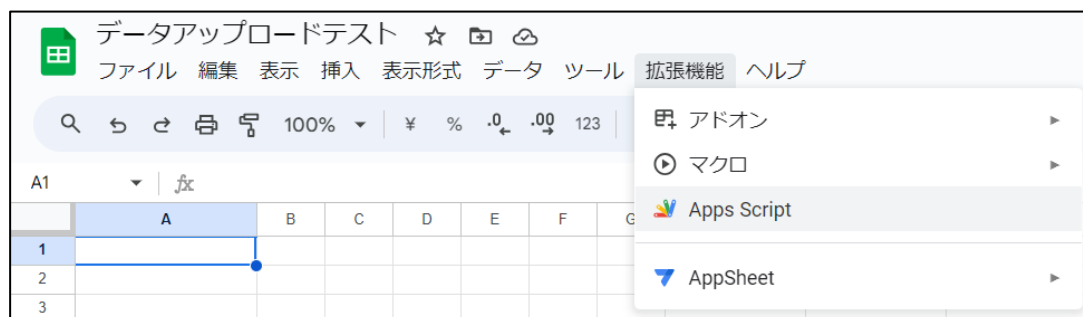 データアップロードテスト
ファイル 編集 表示 挿入 表示形式 データ ツール 拡張機能 ヘルプ
100% ¥ % .0 .00 123
アドオン
マクロ
Apps Script
AppSheet
A1 fx
A B C D E F G
1
2
3